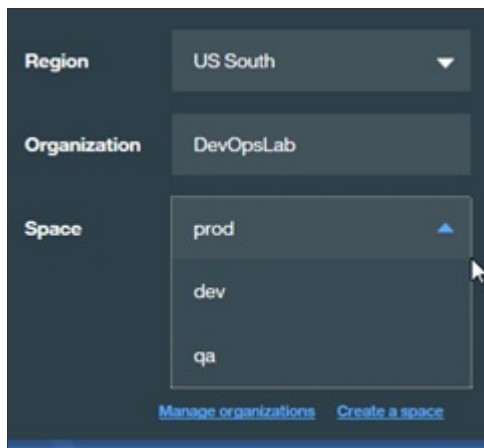 Region US South
Organization DevOpsLab
Space prod
dev
qa
Manage organizations Create a space